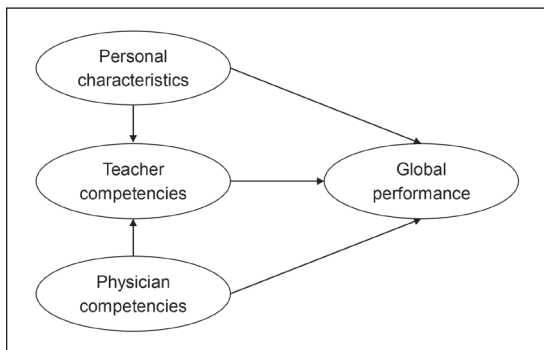 Personal
characteristics
Teacher
competencies
Global
performance
Physician
competencies